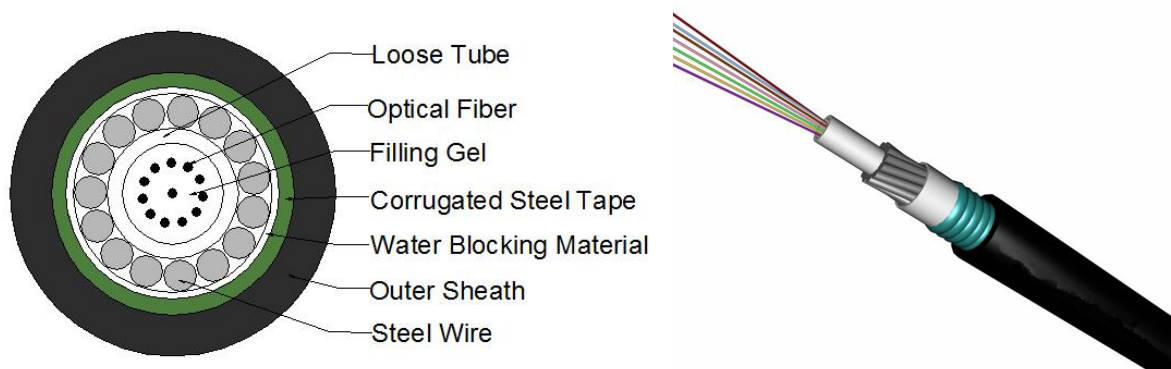 Loose Tube
Optical Fiber
Filling Gel
Corrugated Steel Tape
Water Blocking Material
Outer Sheath
Steel Wire